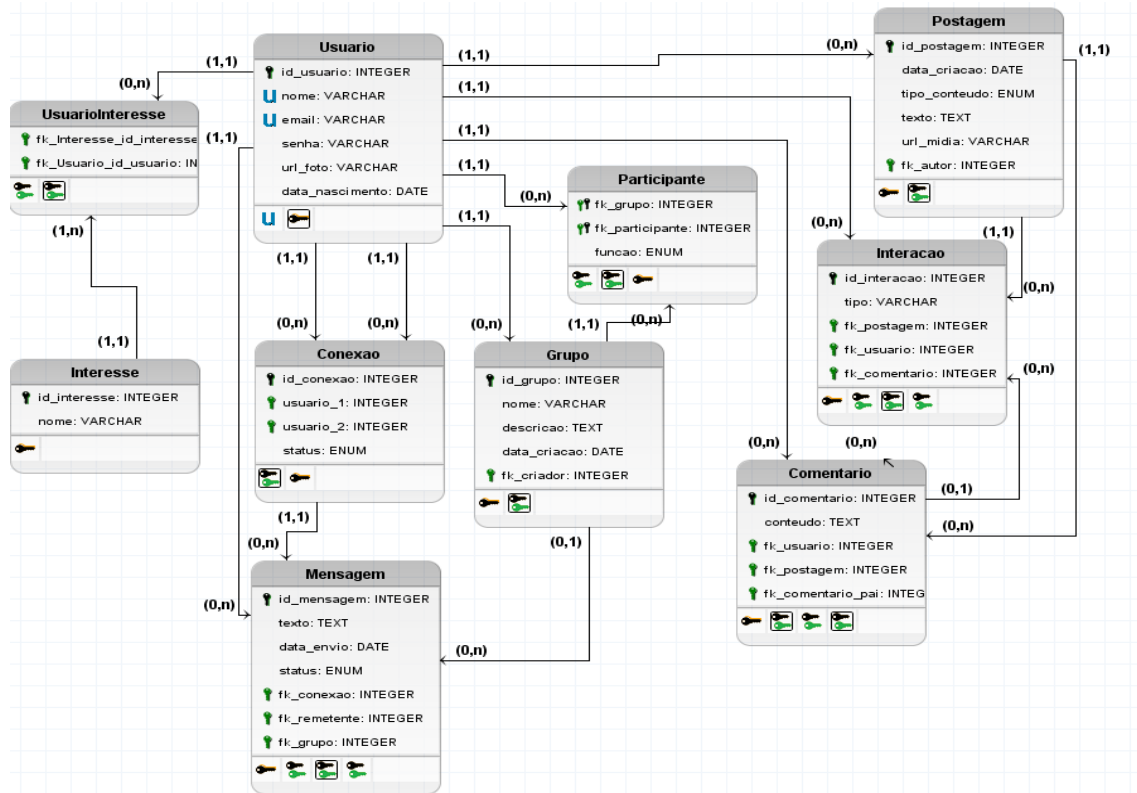 Usuario
id_usuario: INTEGER
nome: VARCHAR
email: VARCHAR
senha: VARCHAR
url_foto: VARCHAR
data_nascimento: DATE
(1,1)
(0,n)
(1,1)
(1,1)
(1,1)
(1,1)
(1,1)
(1,1)
(1,1)
(1,1)
UsuarioInteresse
fk_Interesse_id_interesse
fk_Usuario_id_usuario: IN
(1,n)
(1,1)
Interesse
id_interesse: INTEGER
nome: VARCHAR
(0,n)
(0,n)
Conexao
id_conexao: INTEGER
usuario_1: INTEGER
usuario_2: INTEGER
status: ENUM
(1,1)
(0,n)
(0,n)
Mensagem
id_mensagem: INTEGER
texto: TEXT
data_envio: DATE
status: ENUM
fk_conexao: INTEGER
fk_remetente: INTEGER
fk_grupo: INTEGER
(0,n)
(0,n)
Grupo
id_grupo: INTEGER
nome: VARCHAR
descricao: TEXT
data_criacao: DATE
fk_criador: INTEGER
(0,1)
(1,1)
(0,n)
(0,n)
Participante
fk_grupo: INTEGER
fk_participante: INTEGER
funcao: ENUM
(0,n)
Postagem
id_postagem: INTEGER
data_criacao: DATE
tipo_conteudo: ENUM
texto: TEXT
url_midia: VARCHAR
fk_autor: INTEGER
(1,1)
(1,1)
(0,n)
(0,n)
Interacao
id_interacao: INTEGER
tipo: VARCHAR
fk_postagem: INTEGER
fk_usuario: INTEGER
fk_comentario: INTEGER
(0,n)
(0,n)
(0,n)
Comentario
id_comentario: INTEGER
conteudo: TEXT
fk_usuario: INTEGER
fk_postagem: INTEGER
fk_comentario_pai: INTEG
(0,1)
(0,n)